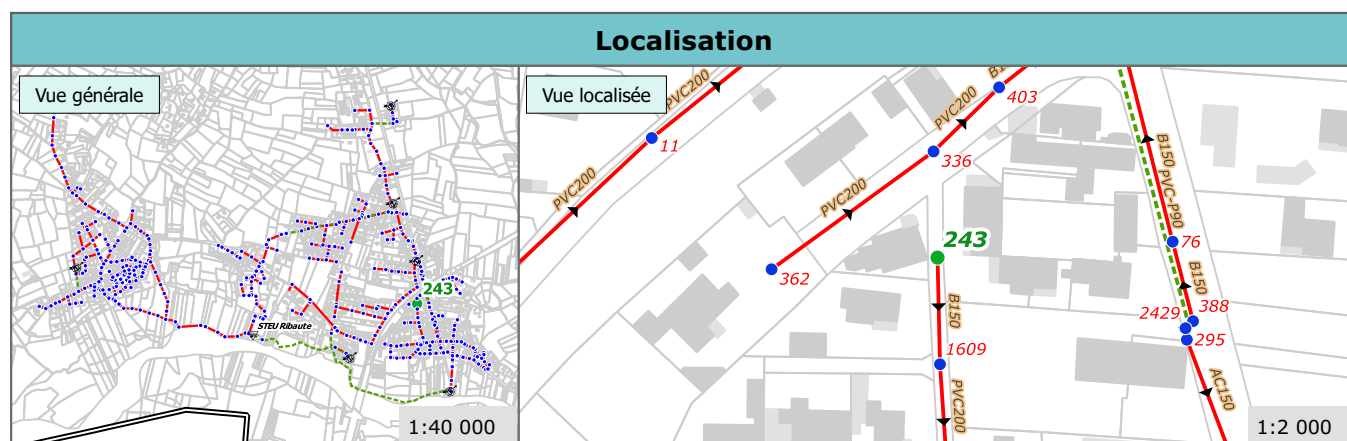 Localisation
Vue générale
243
STEU Ribaute
1:40 000
Vue localisée
PVC200
11
PVC200
B1
403
PVC200
336
PVC200
362
243
B150
1609
PVC200
B150
PVC-P90
76
B150
388
2429
295
AC150
1:2 000